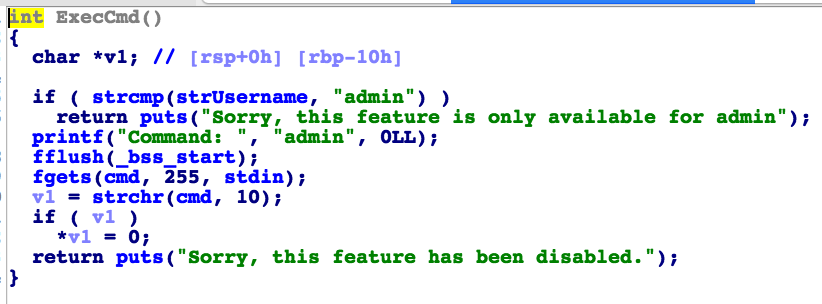 int ExecCmd()
{
char *v1; // [rsp+0h] [rbp-10h]
if ( strcmp(strUsername, "admin") )
return puts("Sorry, this feature is only available for admin");
printf("Command: ", "admin", 0LL);
fflush(_bss_start);
fgets(cmd, 255, stdin);
v1 = strchr(cmd, 10);
if ( v1 )
*v1 = 0;
return puts("Sorry, this feature has been disabled.");
}